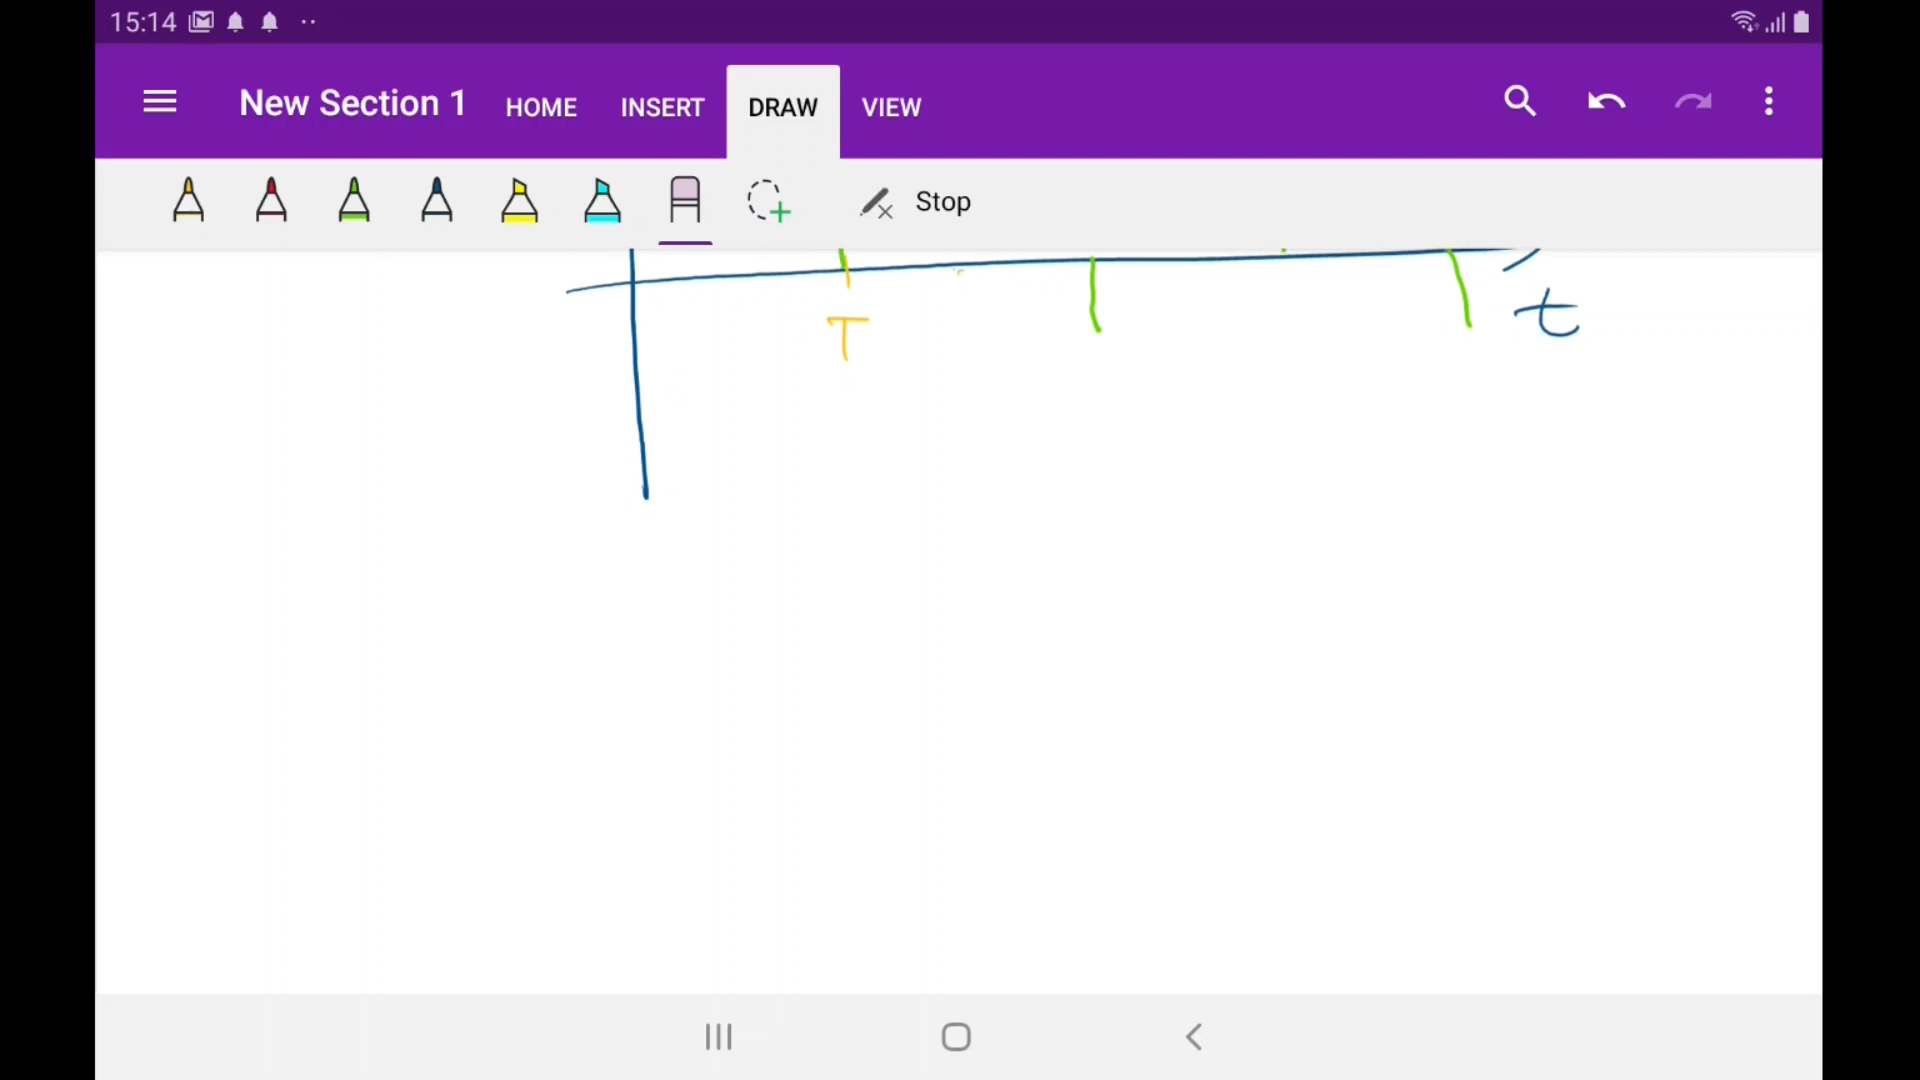 15:14
New Section 1 HOME INSERT DRAW VIEW
Stop
T
t